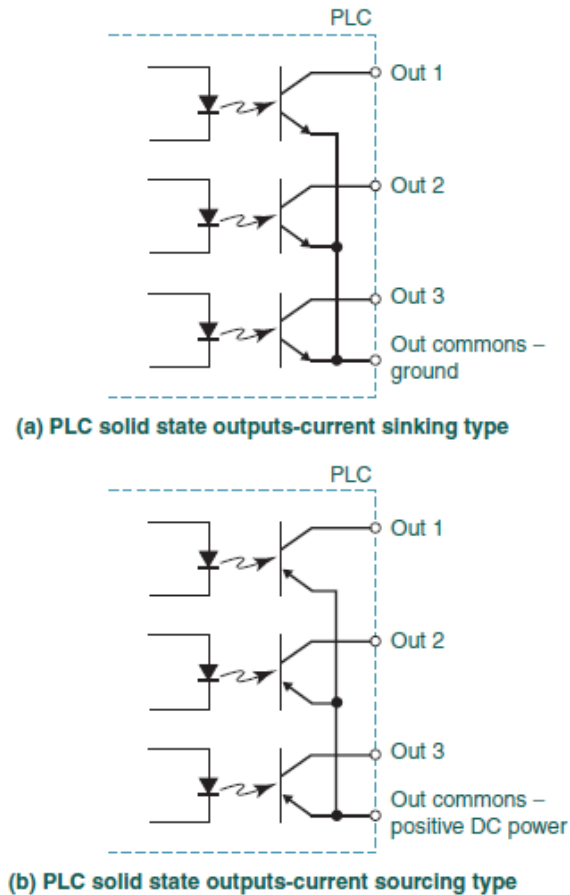 PLC
Out 1
Out 2
Out 3
Out commons –
ground
(a) PLC solid state outputs-current sinking type
PLC
Out 1
Out 2
Out 3
Out commons –
positive DC power
(b) PLC solid state outputs-current sourcing type